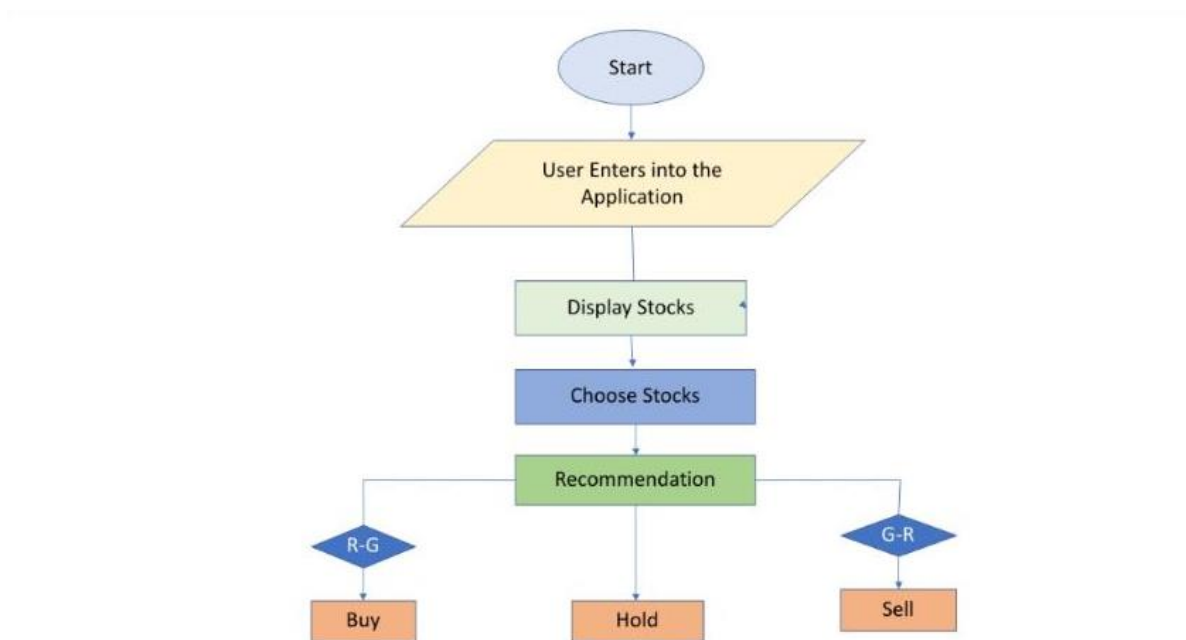 Start
User Enters into the
Application
Display Stocks
Choose Stocks
Recommendation
R-G
G-R
Buy
Hold
Sell